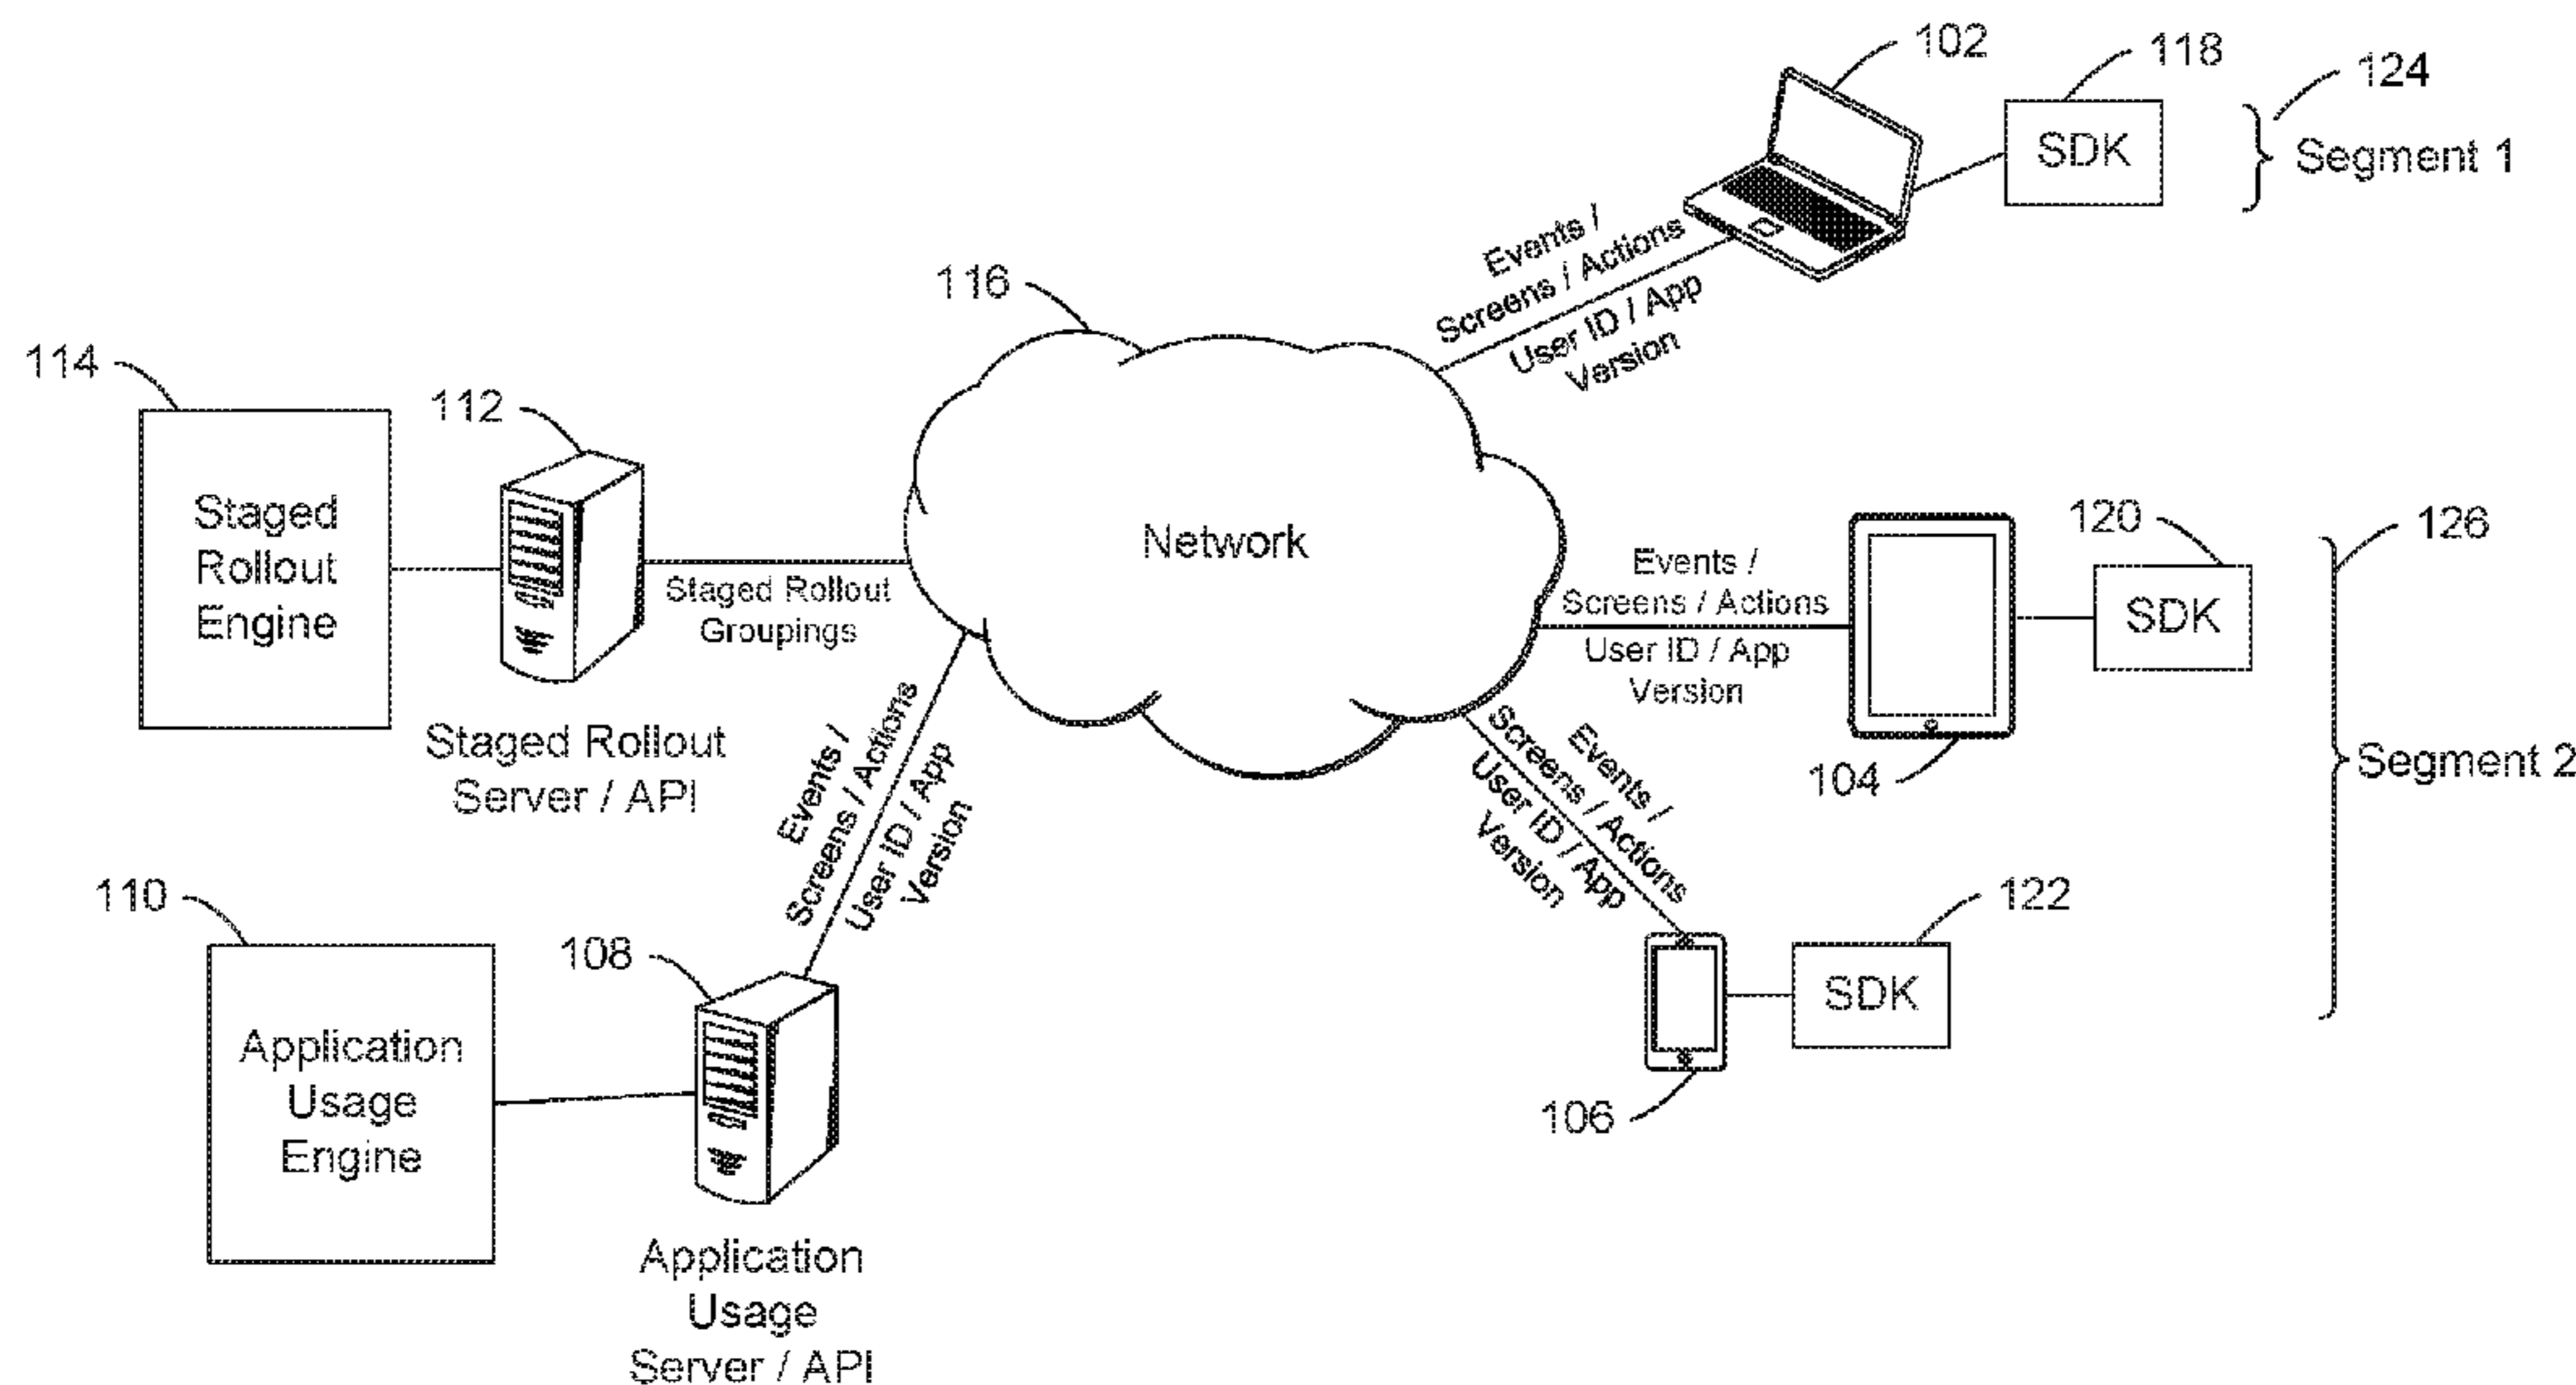 102
118
124
SDK
Segment 1
Events /
Screens / Actions
User ID / App
Version
116
114
112
Staged
Rollout
Engine
Network
Staged Rollout
Groupings
Staged Rollout
Server / API
Events /
Screens / Actions
User ID / App
Version
120
126
SDK
104
Segment 2
Events /
Screens / Actions
User ID / App
Version
Events /
Screens / Actions
User ID / App
Version
110
108
122
SDK
106
Application
Usage
Engine
Application
Usage
Server / API